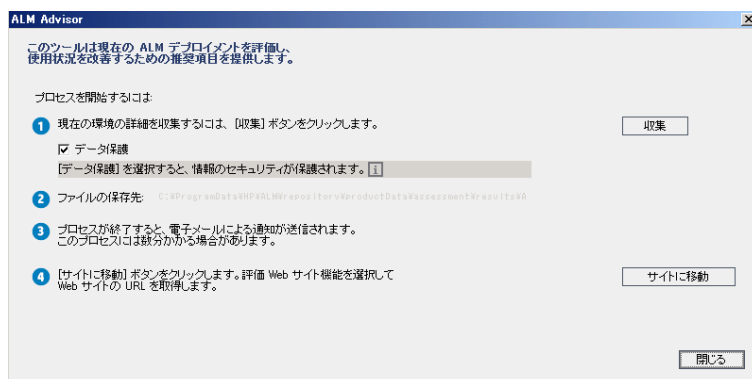 ALM Advisor
このツールは現在の ALM デプロイメントを評価し、
使用状況を改善するための推奨項目を提供します。
プロセスを開始するには:
1 現在の環境の詳細を収集するには、[収集] ボタンをクリックします。
収集
データ保護
[データ保護] を選択すると、情報のセキュリティが保護されます。 i
2 ファイルの保存先: C:¥ProgramData¥HP¥ALM¥repository¥productData¥assessment¥results¥A
3 プロセスが終了すると、電子メールによる通知が送信されます。
このプロセスには数分かかる場合があります。
4 [サイトに移動] ボタンをクリックします。評価 Web サイト機能を選択して
Web サイトの URL を取得します。
サイトに移動
閉じる